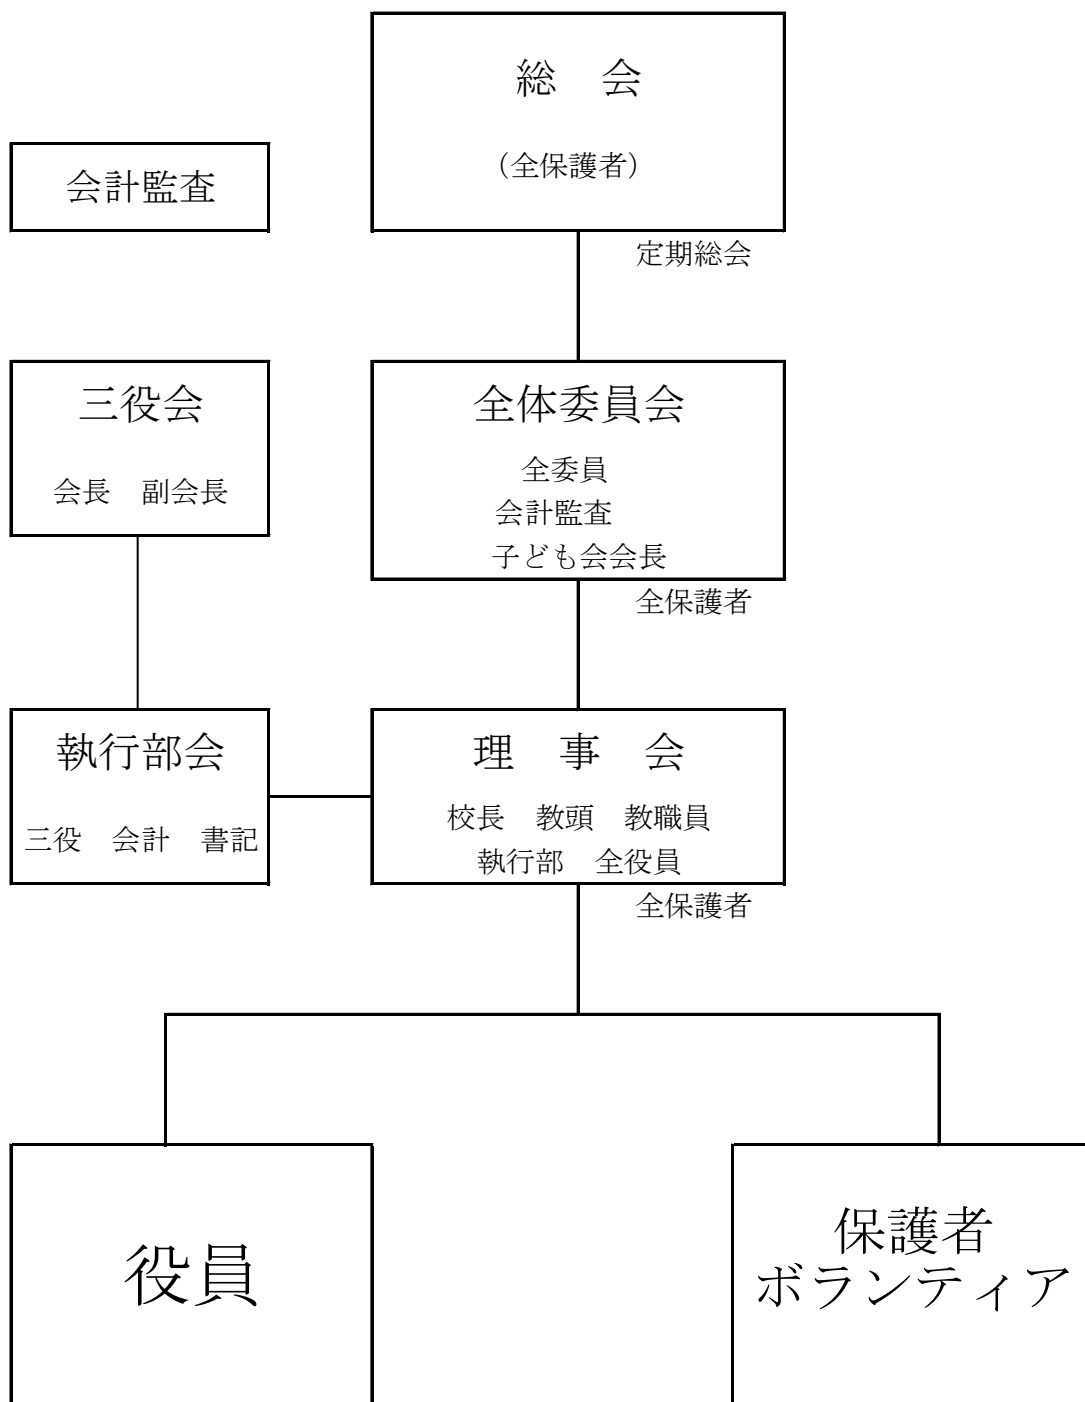 総　会
（全保護者）
会計監査
定期総会
三役会
会長　副会長
全体委員会
全委員
会計監査
子ども会会長
全保護者
執行部会
三役　会計　書記
理　事　会
校長　教頭　教職員
執行部　全役員
全保護者
役員
保護者
ボランティア